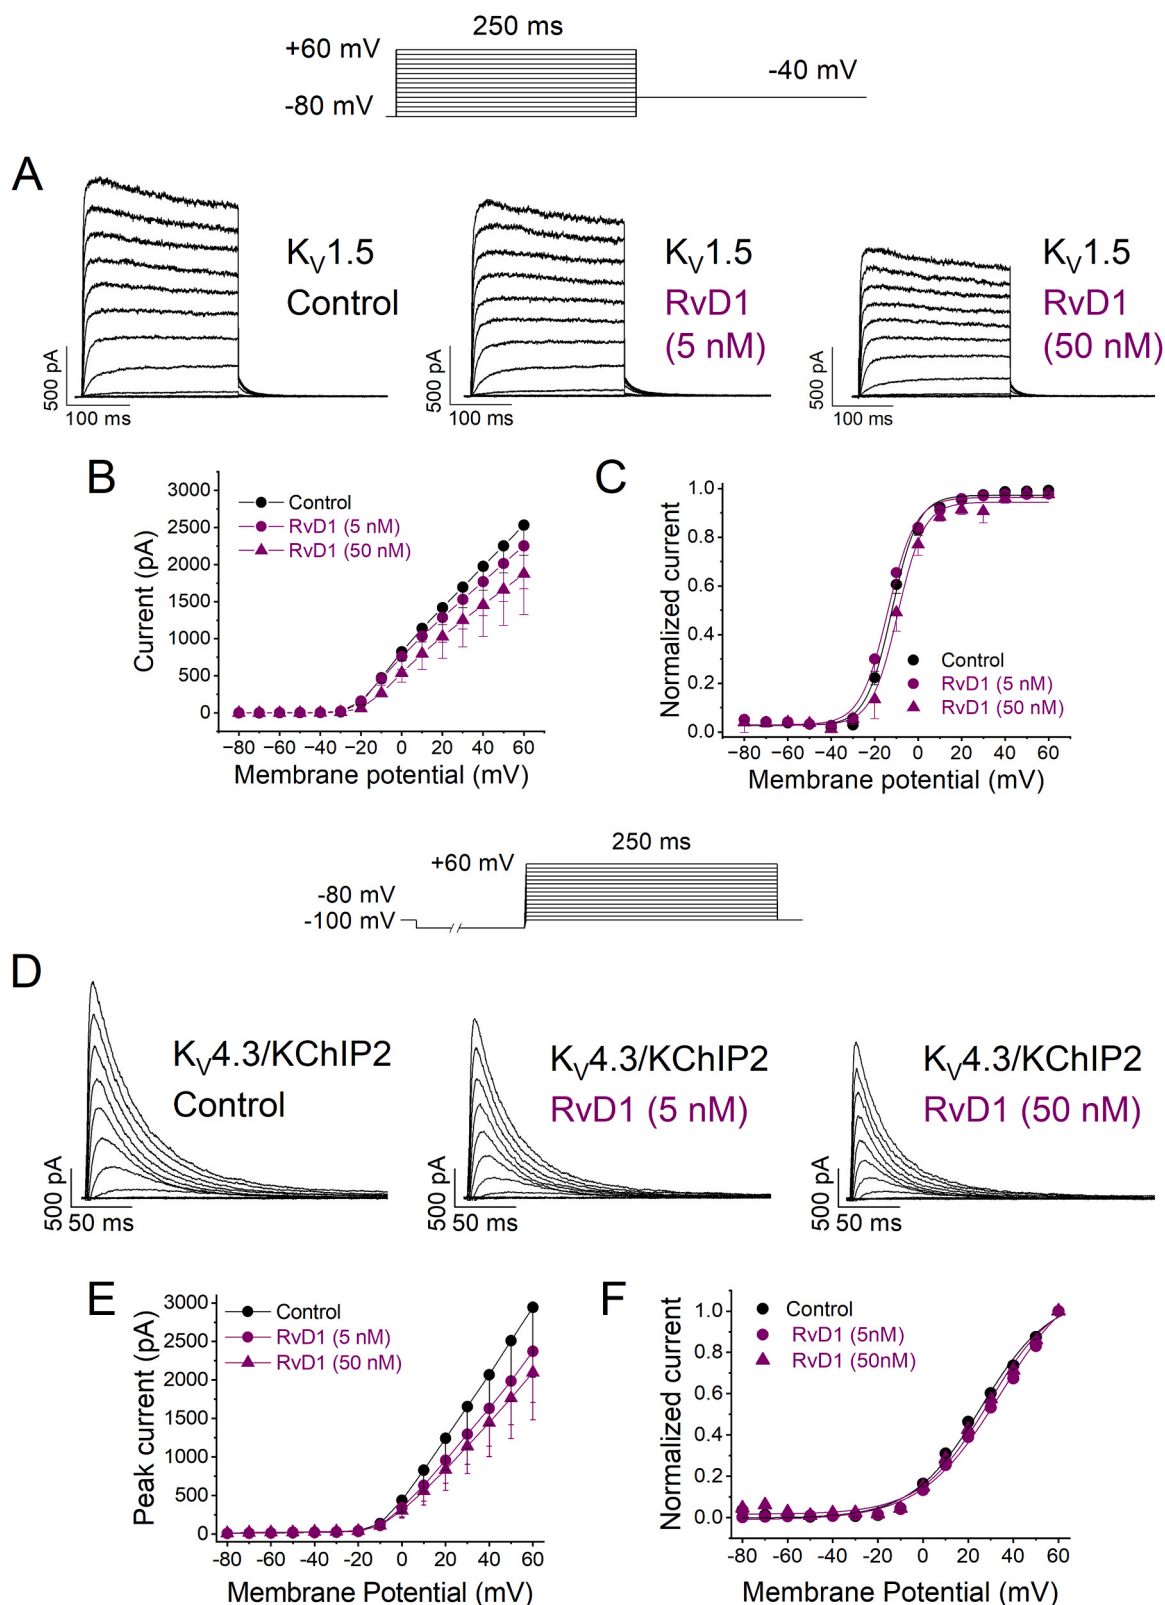 250 ms
+60 mV
-40 mV
-80 mV
A
KV1.5
Control
KV1.5
RvD1
(5 nM)
KV1.5
RvD1
(50 nM)
500 pA
100 ms
500 pA
100 ms
500 pA
100 ms
B
Control
RvD1 (5 nM)
RvD1 (50 nM)
Current (pA)
3000
2500
2000
1500
1000
500
0
−80 −60 −40 −20 0 20 40 60
Membrane potential (mV)
C
Control
RvD1 (5 nM)
RvD1 (50 nM)
Normalized current
1.0
0.8
0.6
0.4
0.2
0.0
−80 −60 −40 −20 0 20 40 60
Membrane potential (mV)
250 ms
+60 mV
-80 mV
-100 mV
D
KV4.3/KChIP2
Control
KV4.3/KChIP2
RvD1 (5 nM)
KV4.3/KChIP2
RvD1 (50 nM)
500 pA
50 ms
500 pA
50 ms
500 pA
50 ms
E
Control
RvD1 (5 nM)
RvD1 (50 nM)
Peak current (pA)
3000
2500
2000
1500
1000
500
0
-80 -60 -40 -20 0 20 40 60
Membrane Potential (mV)
F
Control
RvD1 (5nM)
RvD1 (50nM)
Normalized current
1.0
0.8
0.6
0.4
0.2
0.0
-80 -60 -40 -20 0 20 40 60
Membrane Potential (mV)